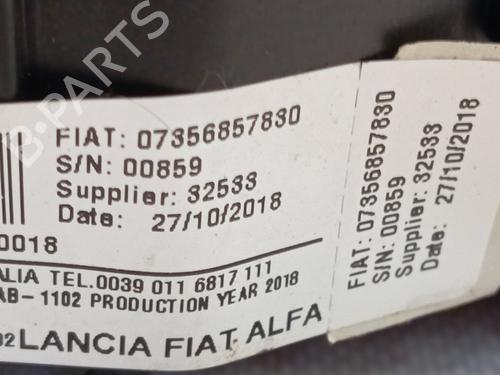 FIAT: 07356857830
S/N: 00859
Supplier: 32533
Date: 27/10/2018
0018
ALIA TEL.0039 011 6817 111
AB-1102 PRODUCTION YEAR 2018
02 LANCIA FIAT ALFA
FIAT: 07356857830
S/N: 00859
Supplier: 32533
Date: 27/10/2018
B-PARTS